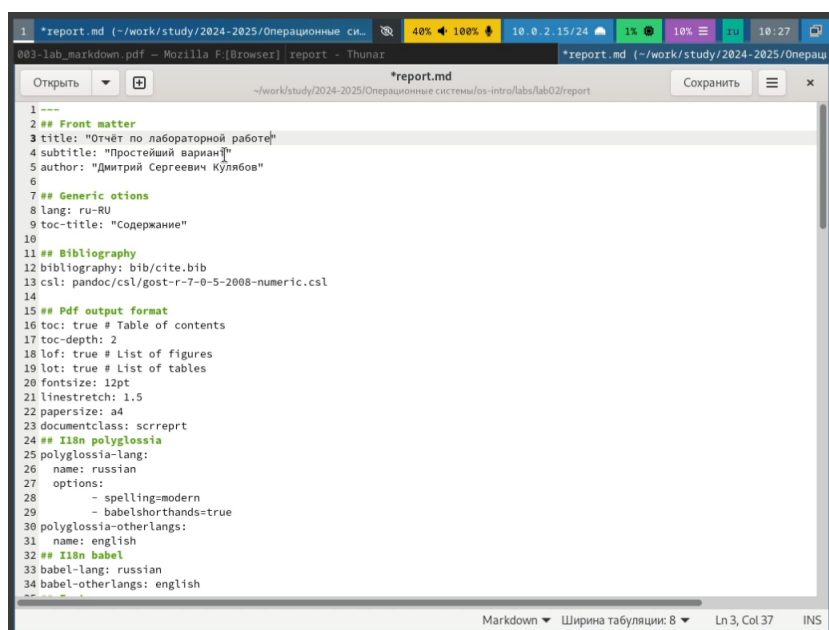 1 *report.md (~/work/study/2024-2025/Операционные си… 40% 100% 10.0.2.15/24 1% 10% ru 10:27
003-lab_markdown.pdf — Mozilla F:[Browser] report - Thunar *report.md (~/work/study/2024-2025/Операци
Открыть *report.md Сохранить
~/work/study/2024-2025/Операционные системы/os-intro/labs/lab02/report
1 ---
2 ## Front matter
3 title: "Отчёт по лабораторной работе"
4 subtitle: "Простейший вариант"
5 author: "Дмитрий Сергеевич Кулябов"
6
7 ## Generic otions
8 lang: ru-RU
9 toc-title: "Содержание"
10
11 ## Bibliography
12 bibliography: bib/cite.bib
13 csl: pandoc/csl/gost-r-7-0-5-2008-numeric.csl
14
15 ## Pdf output format
16 toc: true # Table of contents
17 toc-depth: 2
18 lof: true # List of figures
19 lot: true # List of tables
20 fontsize: 12pt
21 linestretch: 1.5
22 papersize: a4
23 documentclass: scrreprt
24 ## I18n polyglossia
25 polyglossia-lang:
26   name: russian
27   options:
28         - spelling=modern
29         - babelshorthands=true
30 polyglossia-otherlangs:
31   name: english
32 ## I18n babel
33 babel-lang: russian
34 babel-otherlangs: english
Markdown Ширина табуляции: 8 Ln 3, Col 37 INS